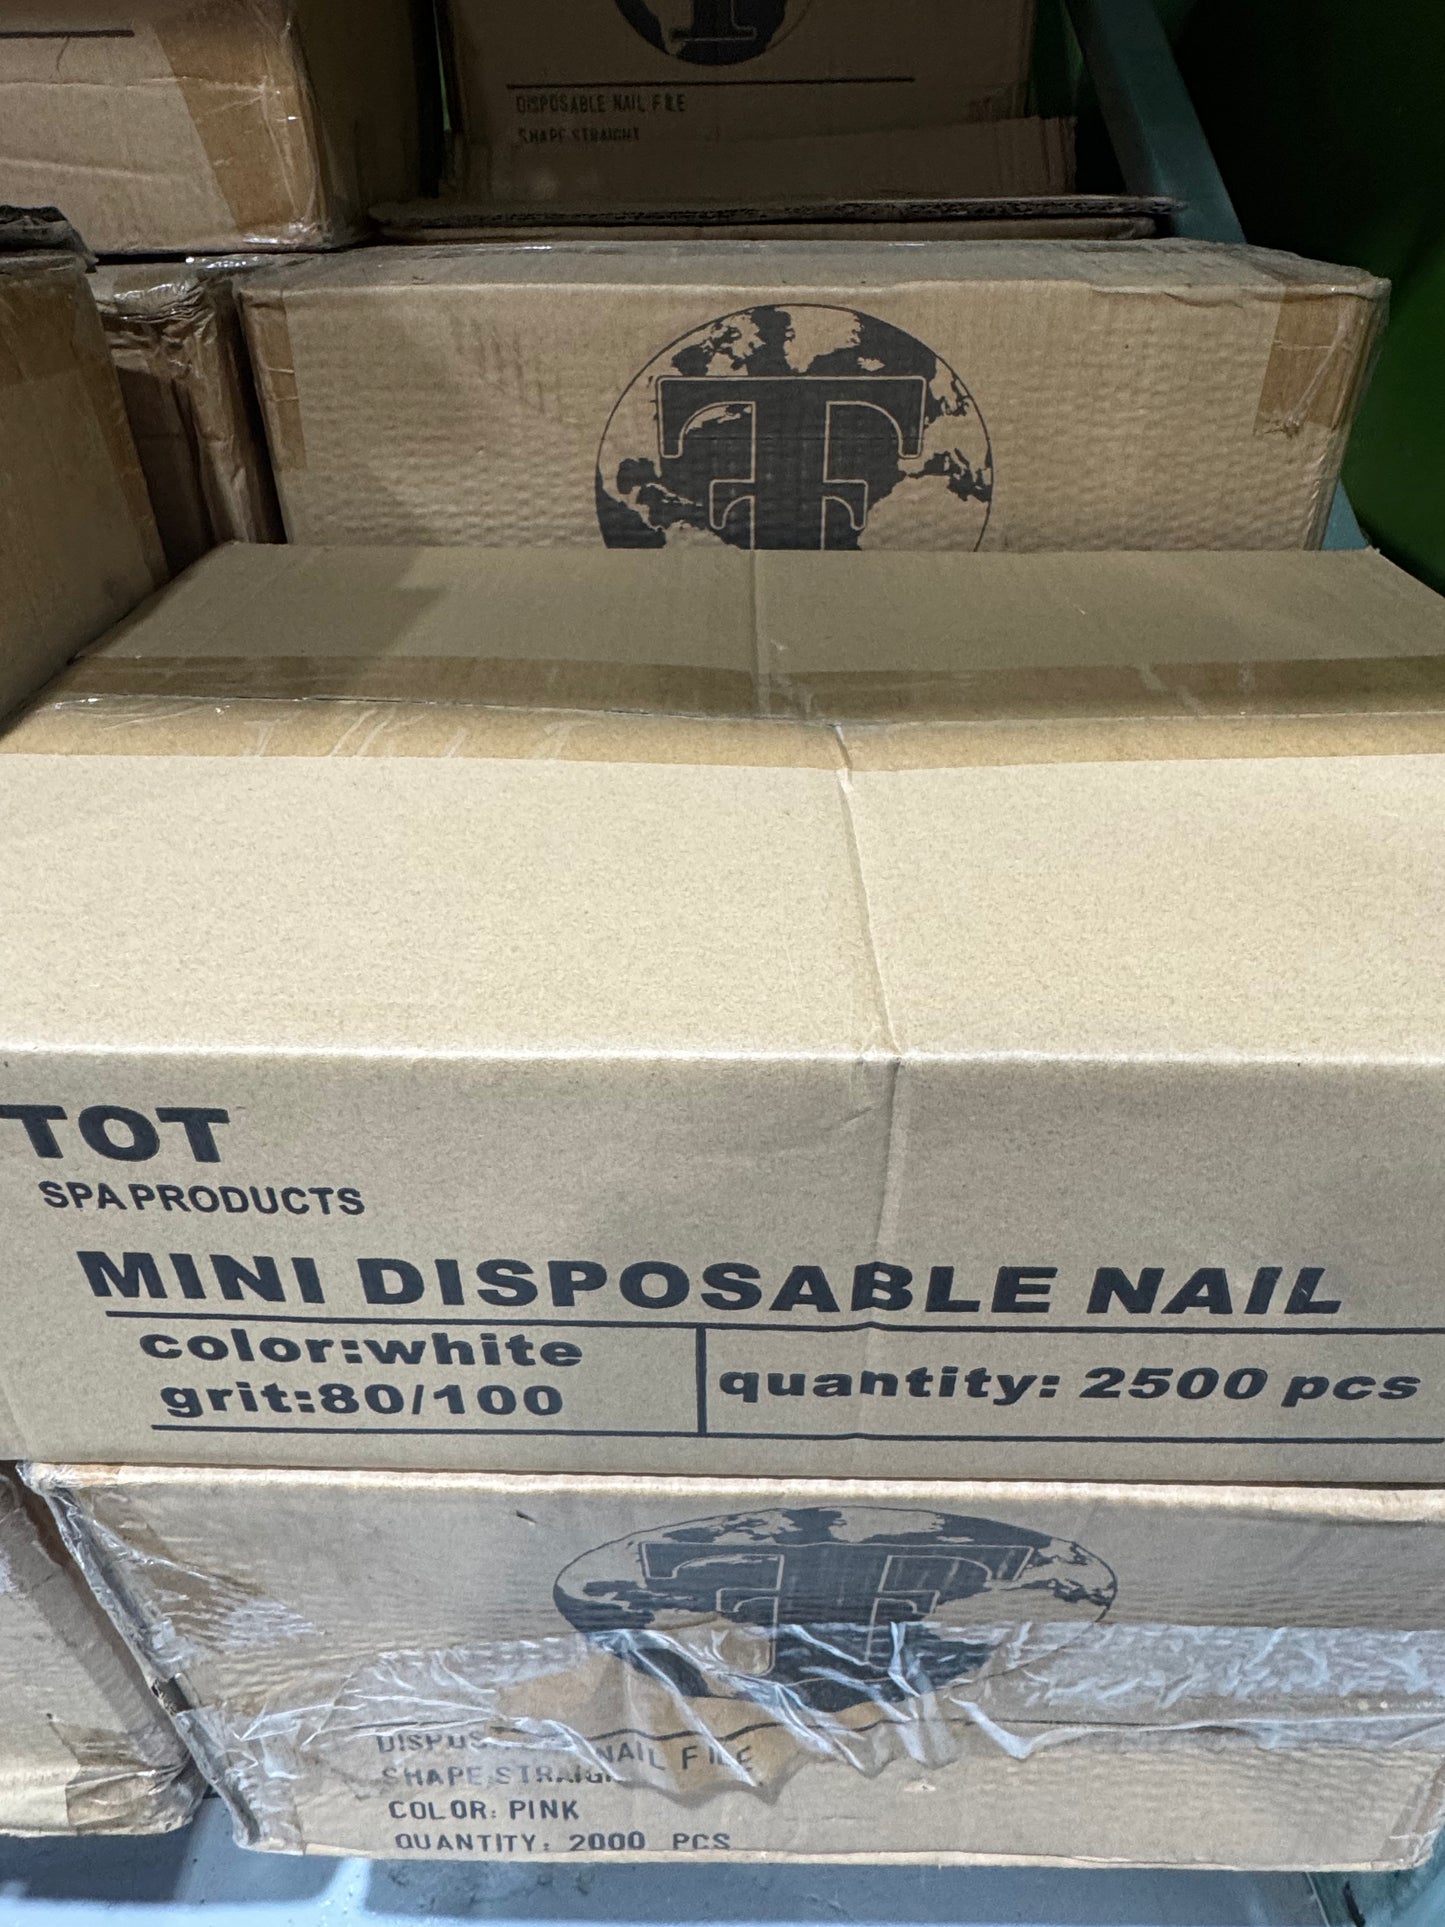 DISPOSABLE NAIL FILE
SHAPE:STRAIGHT
T
TOT
SPA PRODUCTS
MINI DISPOSABLE NAIL
color:white
grit:80/100
quantity: 2500 pcs
T
NAIL FILE
COLOR: PINK
QUANTITY: 2000 PCS